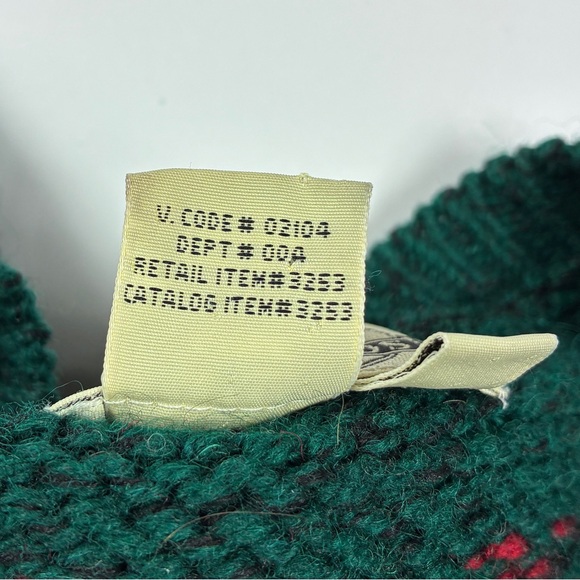 V. CODE # 02104
DEPT # 00A
RETAIL ITEM#3253
CATALOG ITEM#3253